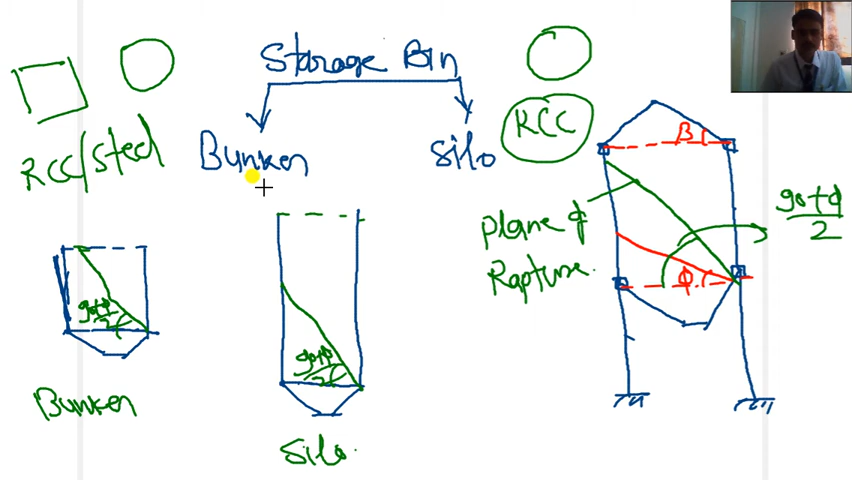 Storage Bin
Bunker
Silo
RCC/Steel
RCC
β
Plane of
Rapture.
90+ϕ
2
ϕ
90+ϕ
2
Bunker
90+ϕ
2
Silo.